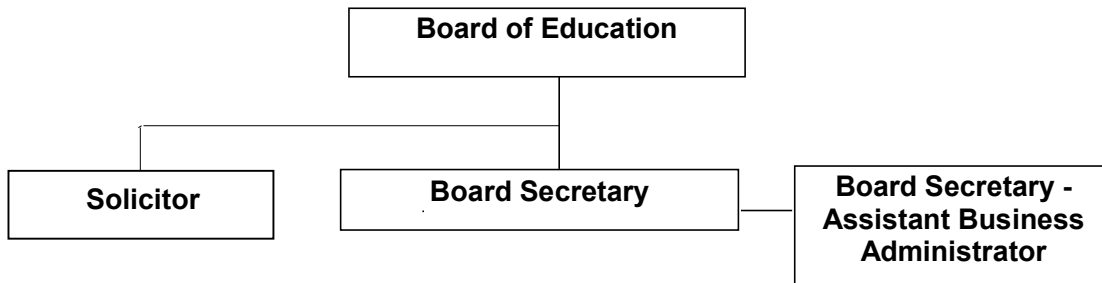 Board of Education
Solicitor
Board Secretary
Board Secretary -
Assistant Business
Administrator